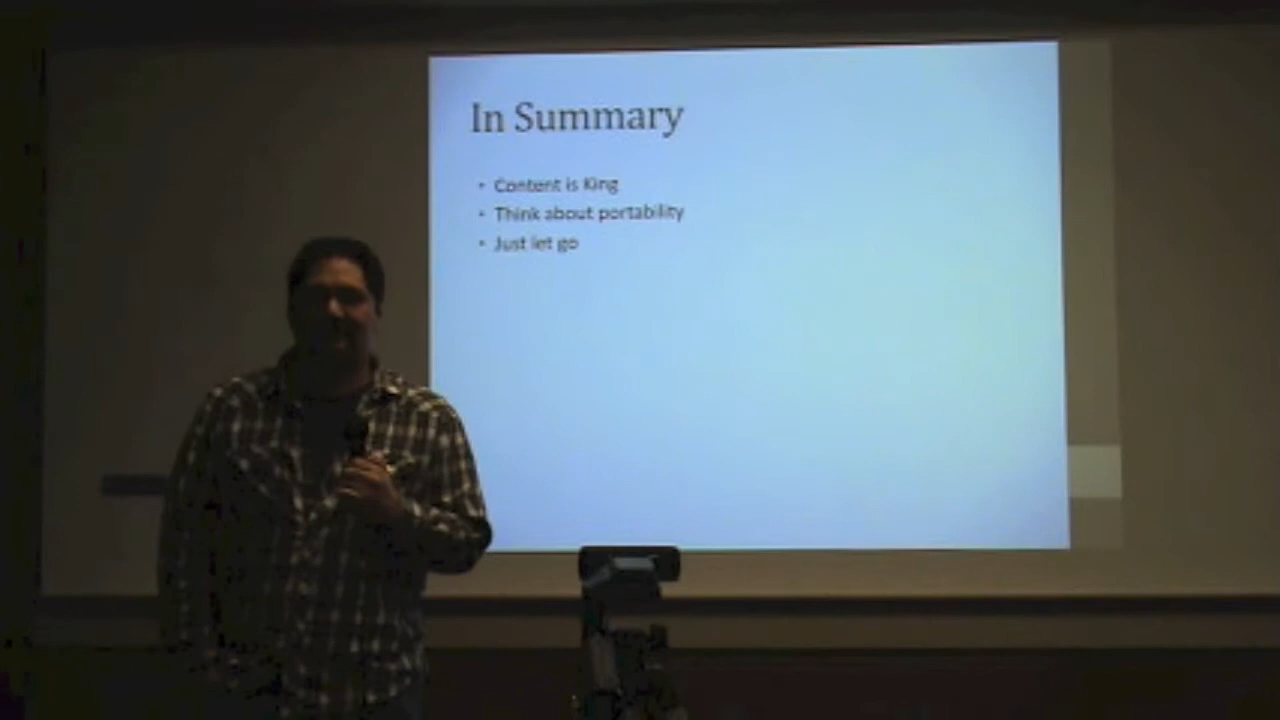 In Summary
• Content is King
• Think about portability
• Just let go